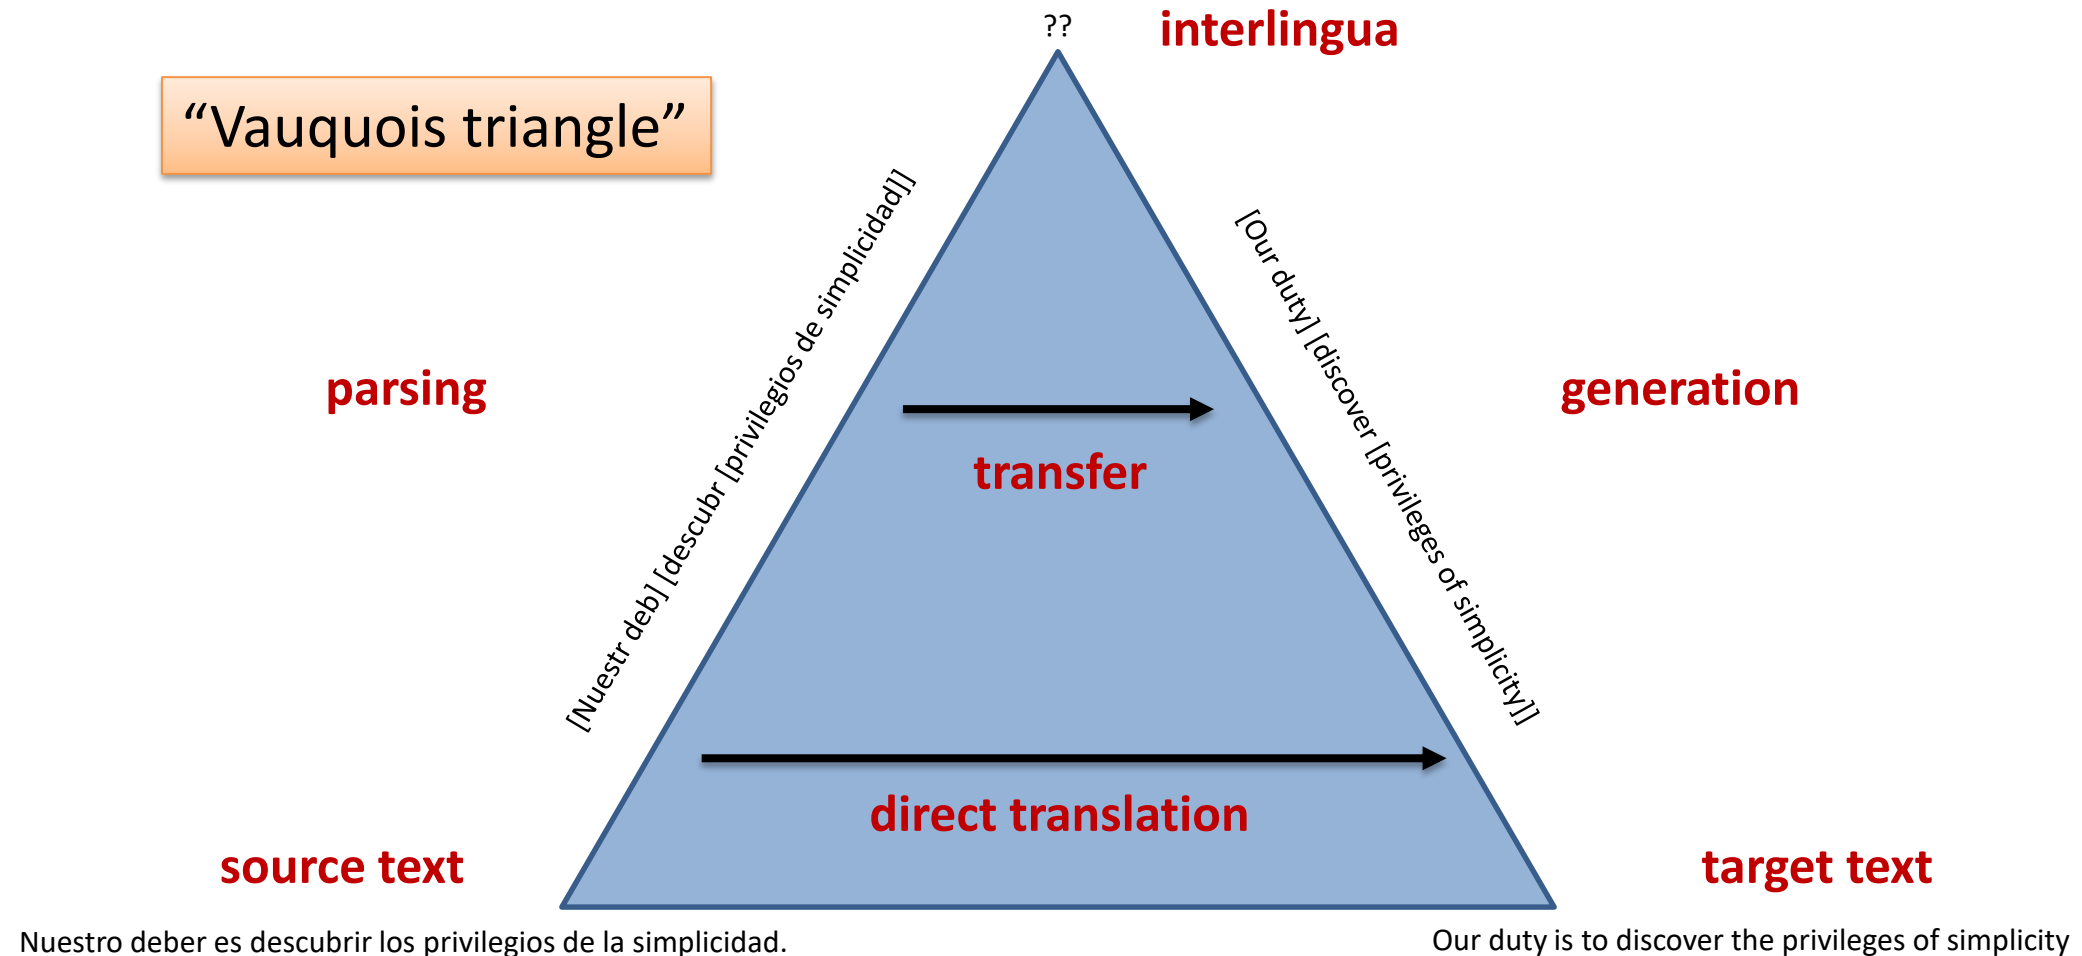 ??
interlingua
“Vauquois triangle”
[Nuestr deb] [descubr [privilegios de simplicidad]]
[Our duty] [discover [privileges of simplicity]]
parsing
generation
transfer
direct translation
source text
target text
Nuestro deber es descubrir los privilegios de la simplicidad.
Our duty is to discover the privileges of simplicity